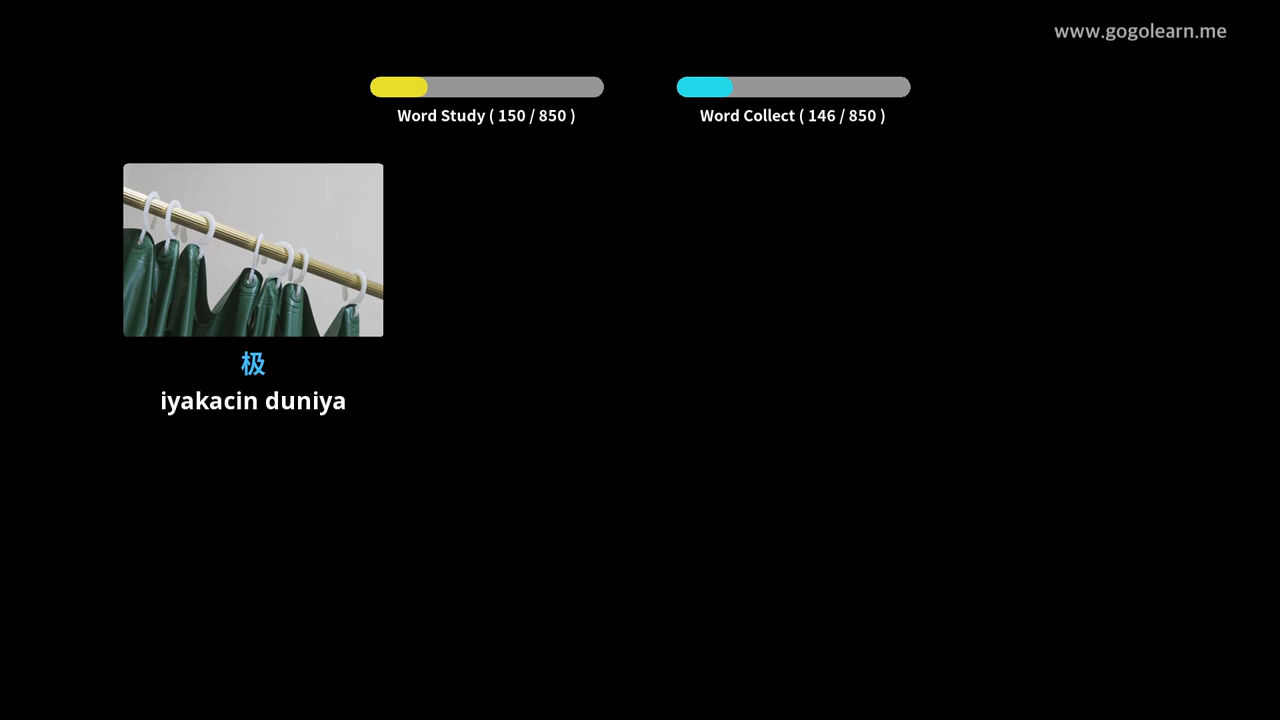 www.gogolearn.me
Word Study ( 150 / 850 )
Word Collect ( 146 / 850 )
极
iyakacin duniya